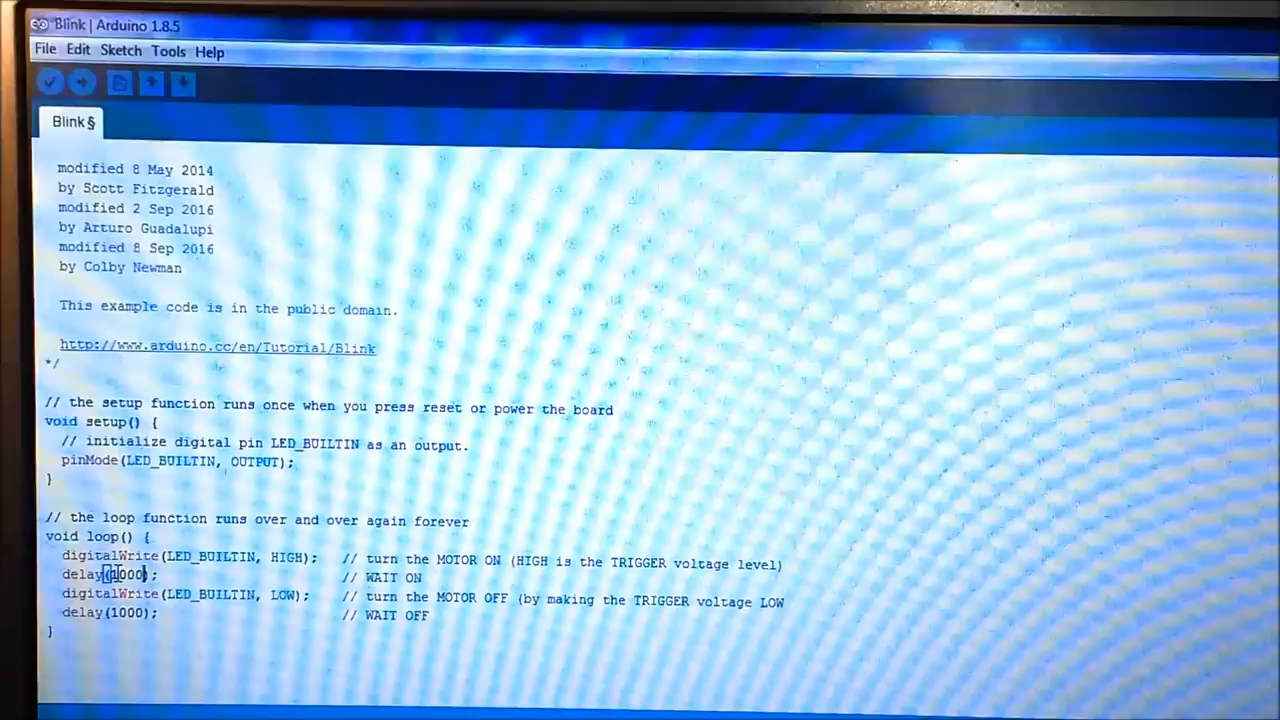 Blink | Arduino 1.8.5
File Edit Sketch Tools Help
Blink§
modified 8 May 2014
by Scott Fitzgerald
modified 2 Sep 2016
by Arturo Guadalupi
modified 8 Sep 2016
by Colby Newman
This example code is in the public domain.
http://www.arduino.cc/en/Tutorial/Blink
*/
// the setup function runs once when you press reset or power the board
void setup() {
// initialize digital pin LED_BUILTIN as an output.
pinMode(LED_BUILTIN, OUTPUT);
}
// the loop function runs over and over again forever
void loop() {
digitalWrite(LED_BUILTIN, HIGH); // turn the MOTOR ON (HIGH is the TRIGGER voltage level)
delay(1000); // WAIT ON
digitalWrite(LED_BUILTIN, LOW); // turn the MOTOR OFF (by making the TRIGGER voltage LOW
delay(1000); // WAIT OFF
}